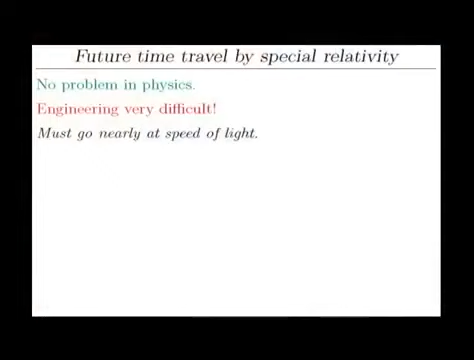 Future time travel by special relativity
No problem in physics.
Engineering very difficult!
Must go nearly at speed of light.